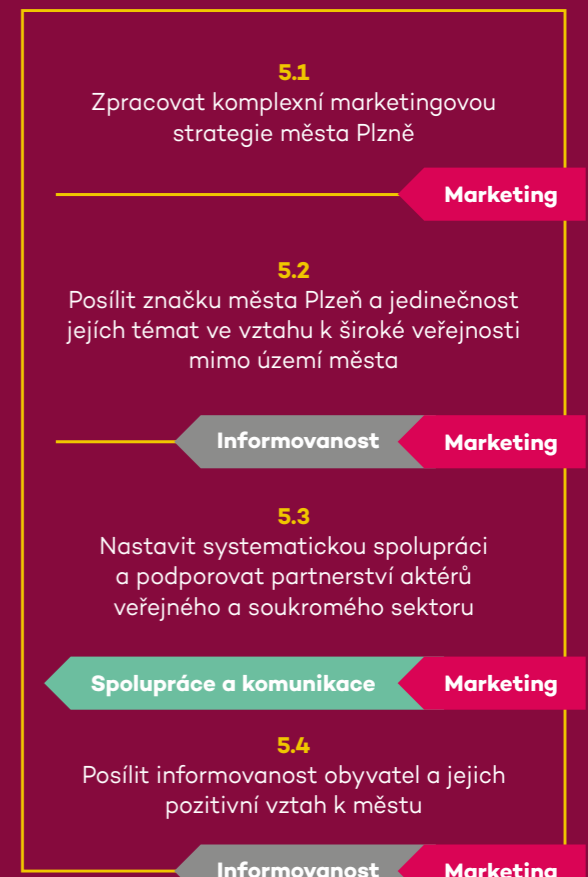 5.1
Zpracovat komplexní marketingovou
strategie města Plzně
Marketing
5.2
Posílit značku města Plzeň a jedinečnost
jejích témat ve vztahu k široké veřejnosti
mimo území města
Informovanost Marketing
5.3
Nastavit systematickou spolupráci
a podporovat partnerství aktérů
veřejného a soukromého sektoru
Spolupráce a komunikace Marketing
5.4
Posílit informovanost obyvatel a jejich
pozitivní vztah k městu
Informovanost Marketing